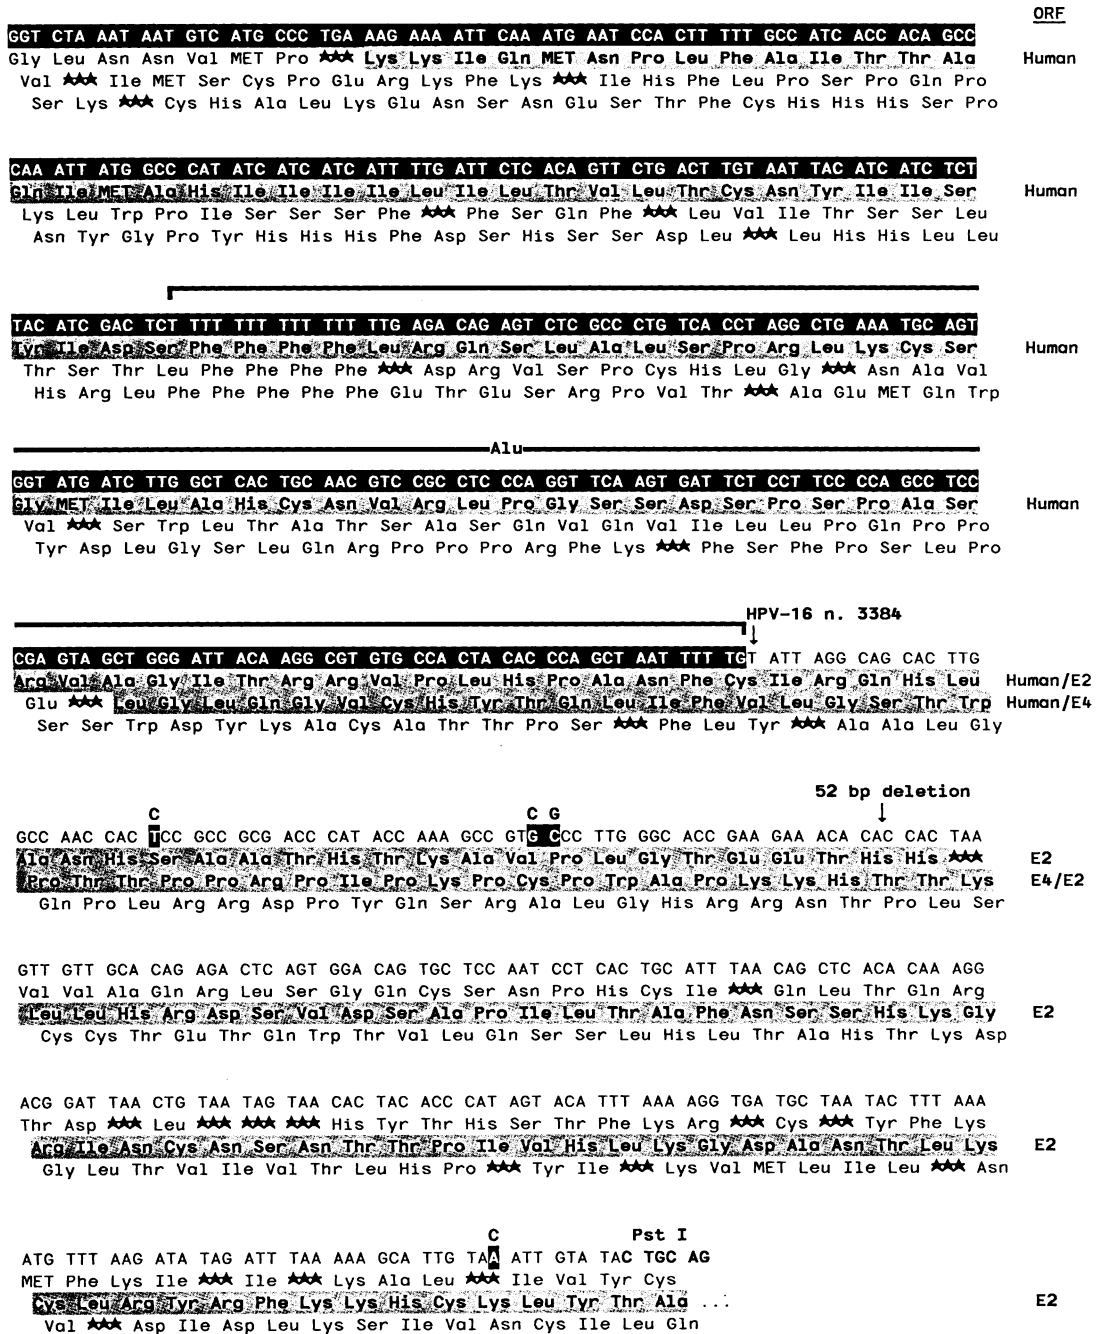 ORF
GGT CTA AAT AAT GTC ATG CCC TGA AAG AAA ATT CAA ATG AAT CCA CTT TTT GCC ATC ACC ACA GCC
Gly Leu Asn Asn Val MET Pro ★★★ Lys Lys Ile Gln MET Asn Pro Leu Phe Ala Ile Thr Thr Ala Human
Val ★★★ Ile MET Ser Cys Pro Glu Arg Lys Phe Lys ★★★ Ile His Phe Leu Pro Ser Pro Gln Pro
Ser Lys ★★★ Cys His Ala Leu Lys Glu Asn Ser Asn Glu Ser Thr Phe Cys His His His Ser Pro
CAA ATT ATG GCC CAT ATC ATC ATC ATT TTG ATT CTC ACA GTT CTG ACT TGT AAT TAC ATC ATC TCT
Gln Ile MET Ala His Ile Ile Ile Ile Leu Ile Leu Thr Val Leu Thr Cys Asn Tyr Ile Ile Ser Human
Lys Leu Trp Pro Ile Ser Ser Ser Phe ★★★ Phe Ser Gln Phe ★★★ Leu Val Ile Thr Ser Ser Leu
Asn Tyr Gly Pro Tyr His His His Phe Asp Ser His Ser Ser Asp Leu ★★★ Leu His His Leu Leu
TAC ATC GAC TCT TTT TTT TTT TTT TTG AGA CAG AGT CTC GCC CTG TCA CCT AGG CTG AAA TGC AGT
Tyr Ile Asp Ser Phe Phe Phe Phe Leu Arg Gln Ser Leu Ala Leu Ser Pro Arg Leu Lys Cys Ser Human
Thr Ser Thr Leu Phe Phe Phe Phe ★★★ Asp Arg Val Ser Pro Cys His Leu Gly ★★★ Asn Ala Val
His Arg Leu Phe Phe Phe Phe Phe Glu Thr Glu Ser Arg Pro Val Thr ★★★ Ala Glu MET Gln Trp
Alu
GGT ATG ATC TTG GCT CAC TGC AAC GTC CGC CTC CCA GGT TCA AGT GAT TCT CCT TCC CCA GCC TCC
Gly MET Ile Leu Ala His Cys Asn Val Arg Leu Pro Gly Ser Ser Asp Ser Pro Ser Pro Ala Ser Human
Val ★★★ Ser Trp Leu Thr Ala Thr Ser Ala Ser Gln Val Gln Val Ile Leu Leu Pro Gln Pro Pro
Tyr Asp Leu Gly Ser Leu Gln Arg Pro Pro Pro Arg Phe Lys ★★★ Phe Ser Phe Pro Ser Leu Pro
HPV-16 n. 3384
↓
CGA GTA GCT GGG ATT ACA AGG CGT GTG CCA CTA CAC CCA GCT AAT TTT TGT ATT AGG CAG CAC TTG
Arg Val Ala Gly Ile Thr Arg Arg Val Pro Leu His Pro Ala Asn Phe Cys Ile Arg Gln His Leu Human/E2
Glu ★★★ Leu Gly Leu Gln Gly Val Cys His Tyr Thr Gln Leu Ile Phe Val Leu Gly Ser Thr Trp Human/E4
Ser Ser Trp Asp Tyr Lys Ala Cys Ala Thr Thr Pro Ser ★★★ Phe Leu Tyr ★★★ Ala Ala Leu Gly
52 bp deletion
C C G ↓
GCC AAC CAC TCC GCC GCG ACC CAT ACC AAA GCC GTG CCC TTG GGC ACC GAA GAA ACA CAC CAC TAA
Ala Asn His Ser Ala Ala Thr His Thr Lys Ala Val Pro Leu Gly Thr Glu Glu Thr His His ★★★ E2
Pro Thr Thr Pro Pro Arg Pro Ile Pro Lys Pro Cys Pro Trp Ala Pro Lys Lys His Thr Thr Lys E4/E2
Gln Pro Leu Arg Arg Asp Pro Tyr Gln Ser Arg Ala Leu Gly His Arg Arg Asn Thr Pro Leu Ser
GTT GTT GCA CAG AGA CTC AGT GGA CAG TGC TCC AAT CCT CAC TGC ATT TAA CAG CTC ACA CAA AGG
Val Val Ala Gln Arg Leu Ser Gly Gln Cys Ser Asn Pro His Cys Ile ★★★ Gln Leu Thr Gln Arg
Leu Leu His Arg Asp Ser Val Asp Ser Ala Pro Ile Leu Thr Ala Phe Asn Ser Ser His Lys Gly E2
Cys Cys Thr Glu Thr Gln Trp Thr Val Leu Gln Ser Ser Leu His Leu Thr Ala His Thr Lys Asp
ACG GAT TAA CTG TAA TAG TAA CAC TAC ACC CAT AGT ACA TTT AAA AGG TGA TGC TAA TAC TTT AAA
Thr Asp ★★★ Leu ★★★ ★★★ ★★★ His Tyr Thr His Ser Thr Phe Lys Arg ★★★ Cys ★★★ Tyr Phe Lys
Arg Ile Asn Cys Asn Ser Asn Thr Thr Pro Ile Val His Leu Lys Gly Asp Ala Asn Thr Leu Lys E2
Gly Leu Thr Val Ile Val Thr Leu His Pro ★★★ Tyr Ile ★★★ Lys Val MET Leu Ile Leu ★★★ Asn
C Pst I
ATG TTT AAG ATA TAG ATT TAA AAA GCA TTG TAA ATT GTA TAC TGC AG
MET Phe Lys Ile ★★★ Ile ★★★ Lys Ala Leu ★★★ Ile Val Tyr Cys
Cys Leu Arg Tyr Arg Phe Lys Lys His Cys Lys Leu Tyr Thr Ala ... E2
Val ★★★ Asp Ile Asp Leu Lys Ser Ile Val Asn Cys Ile Leu Gln